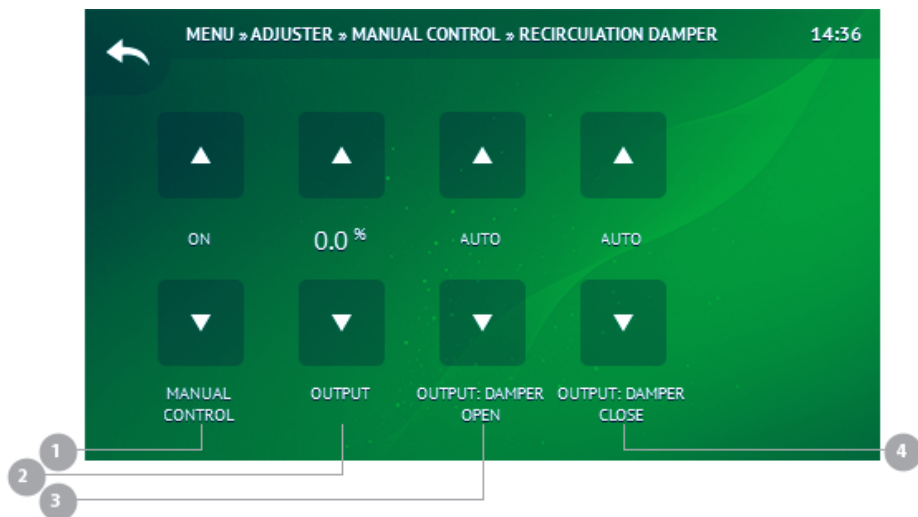 MENU » ADJUSTER » MANUAL CONTROL » RECIRCULATION DAMPER 14:36
ON 0.0 % AUTO AUTO
MANUAL CONTROL
OUTPUT
OUTPUT: DAMPER OPEN
OUTPUT: DAMPER CLOSE
1
2
3
4